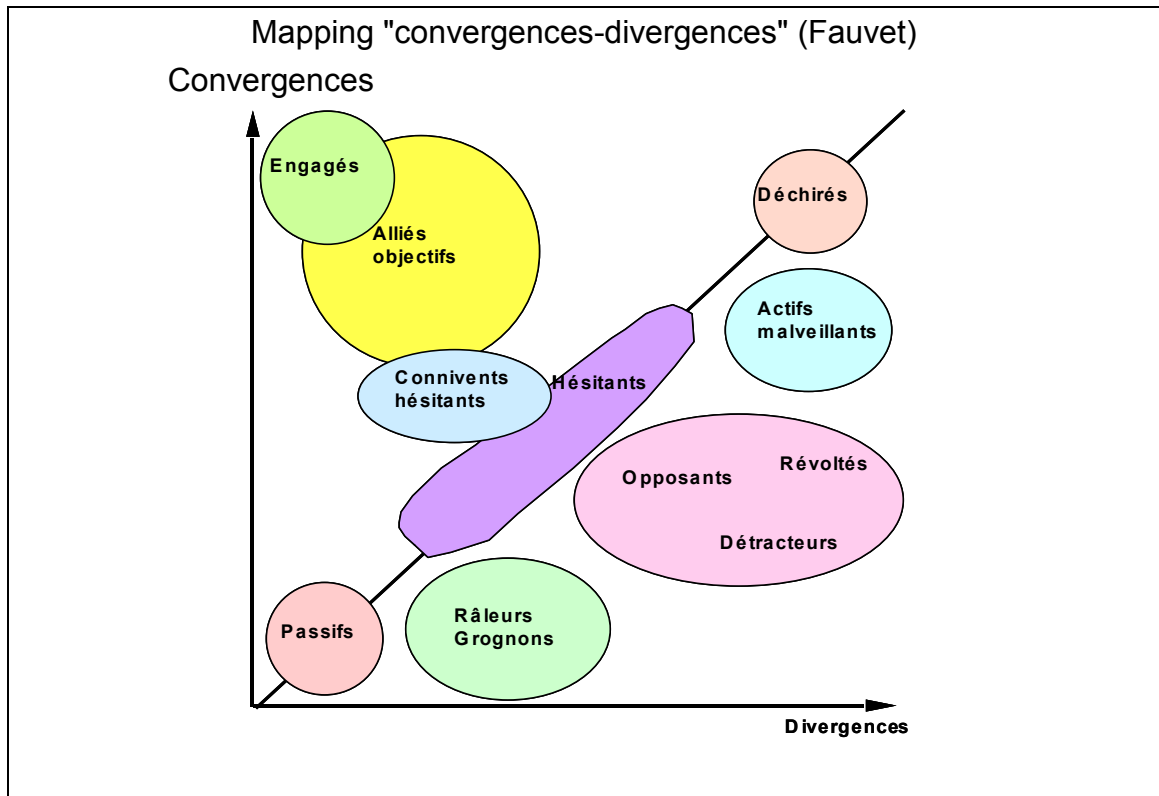 Mapping "convergences-divergences" (Fauvet)
Convergences
Engagés
Déchirés
Alliés
objectifs
Actifs
malveillants
Connivents
hésitants
Hésitants
Révoltés
Opposants
Détracteurs
Râleurs
Grognons
Passifs
Divergences